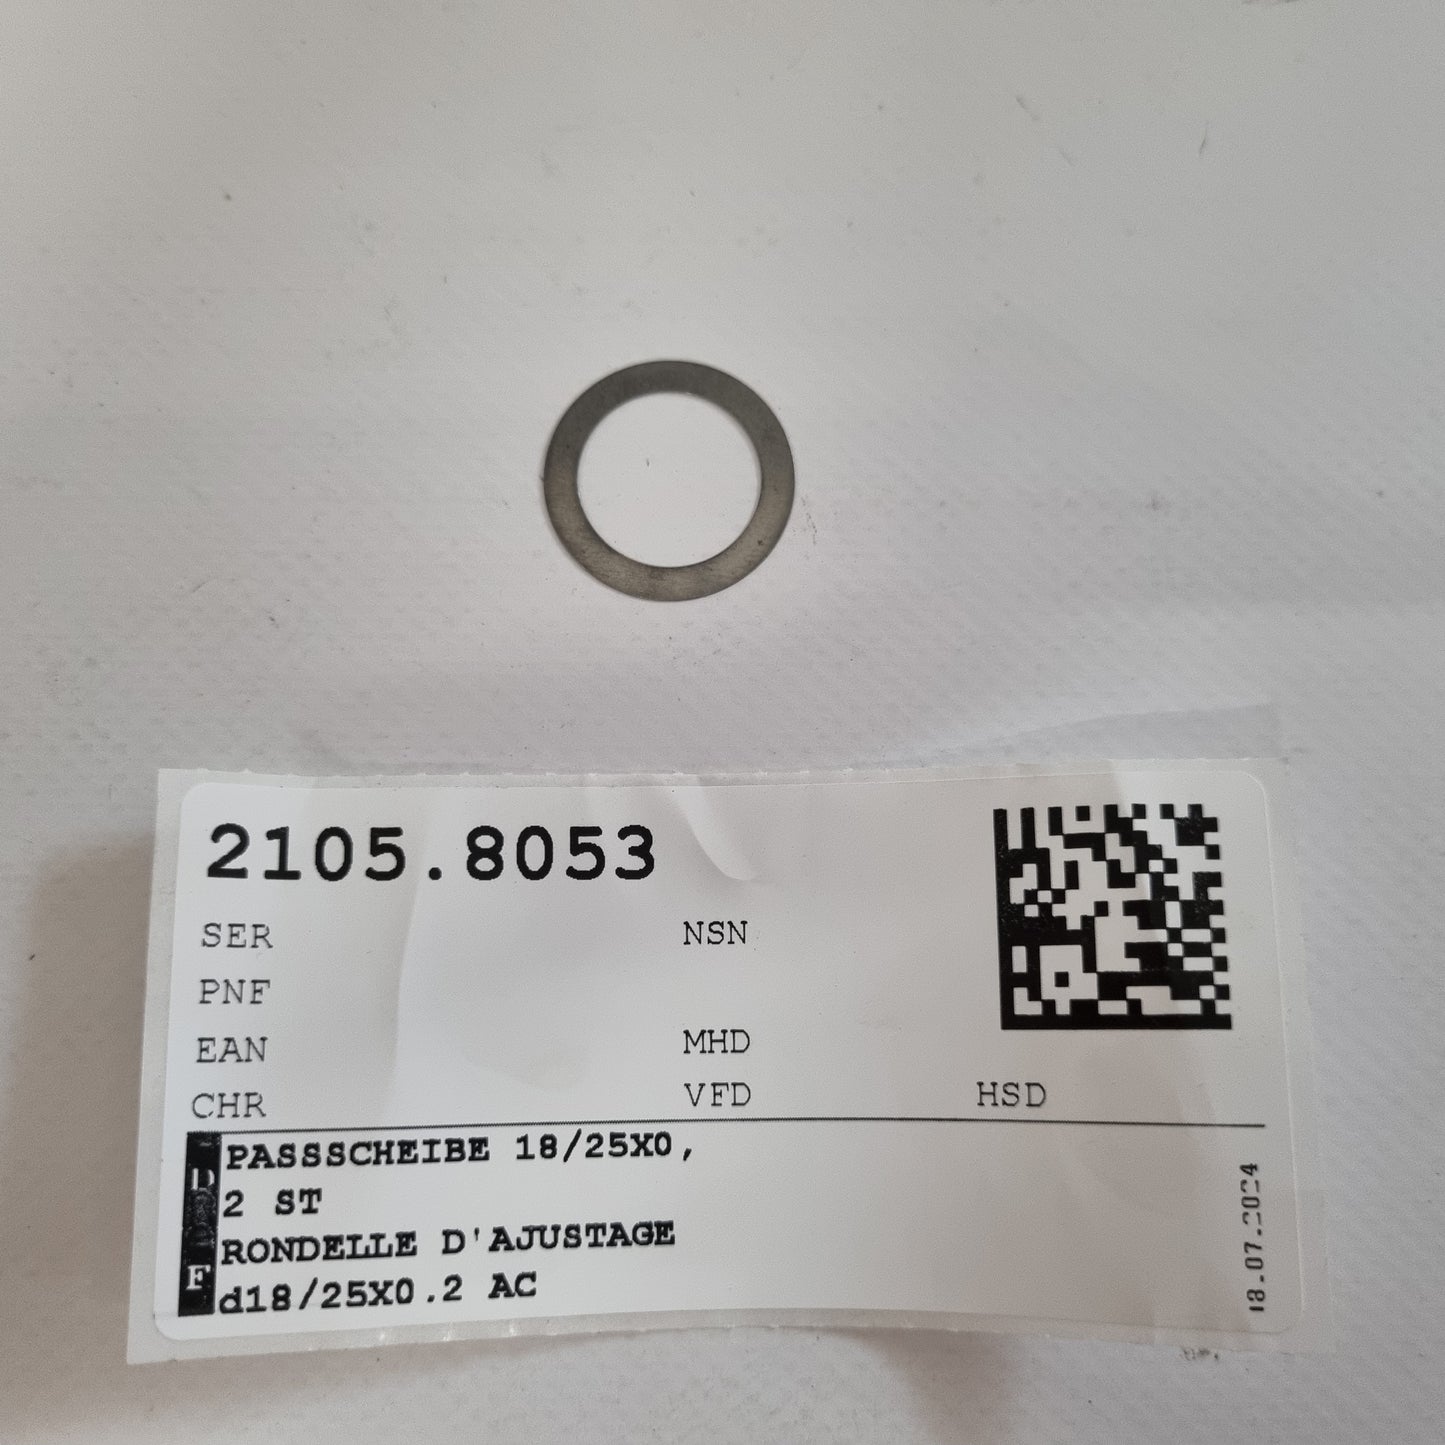 2105.8053
SER NSN
PNF
EAN MHD
CHR VFD HSD
D PASSSCHEIBE 18/25X0,
2 ST
RONDELLE D'AJUSTAGE
F d18/25X0.2 AC
18.07.2024